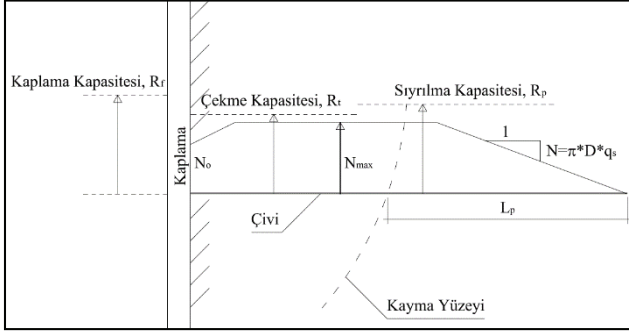 Kaplama Kapasitesi, Rf
Çekme Kapasitesi, Rt
Sıyrılma Kapasitesi, Rp
1
N=π*D*qs
Kaplama
No
Nmax
Lp
Çivi
Kayma Yüzeyi